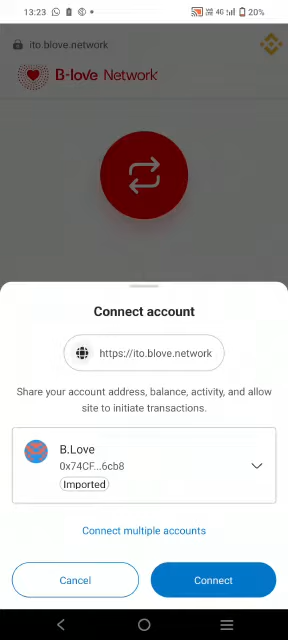 13:23 4G 20%
ito.blove.network
B-love Network
Connect account
https://ito.blove.network
Share your account address, balance, activity, and allow
site to initiate transactions.
B.Love
0x74CF...6cb8
Imported
Connect multiple accounts
Cancel Connect